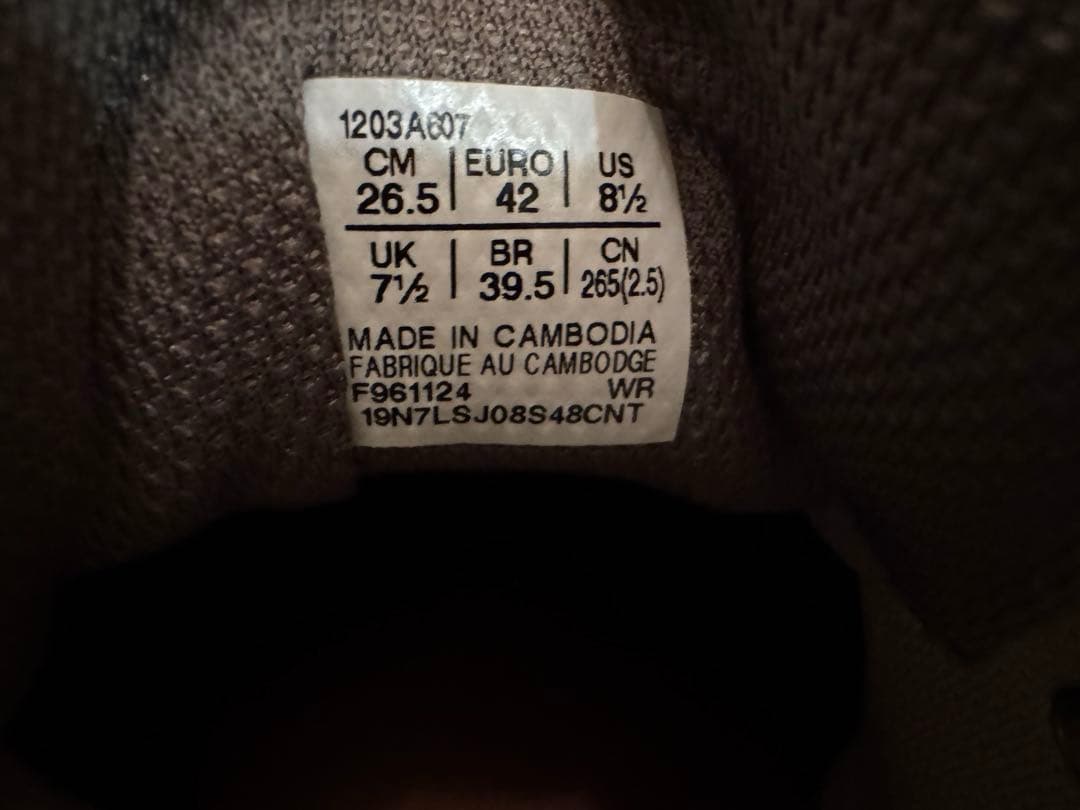 1203A607
CM | EURO | US
26.5 | 42 | 8½
UK | BR | CN
7½ | 39.5 | 265(2.5)
MADE IN CAMBODIA
FABRIQUE AU CAMBODGE
F961124 WR
19N7LSJ08S48CNT